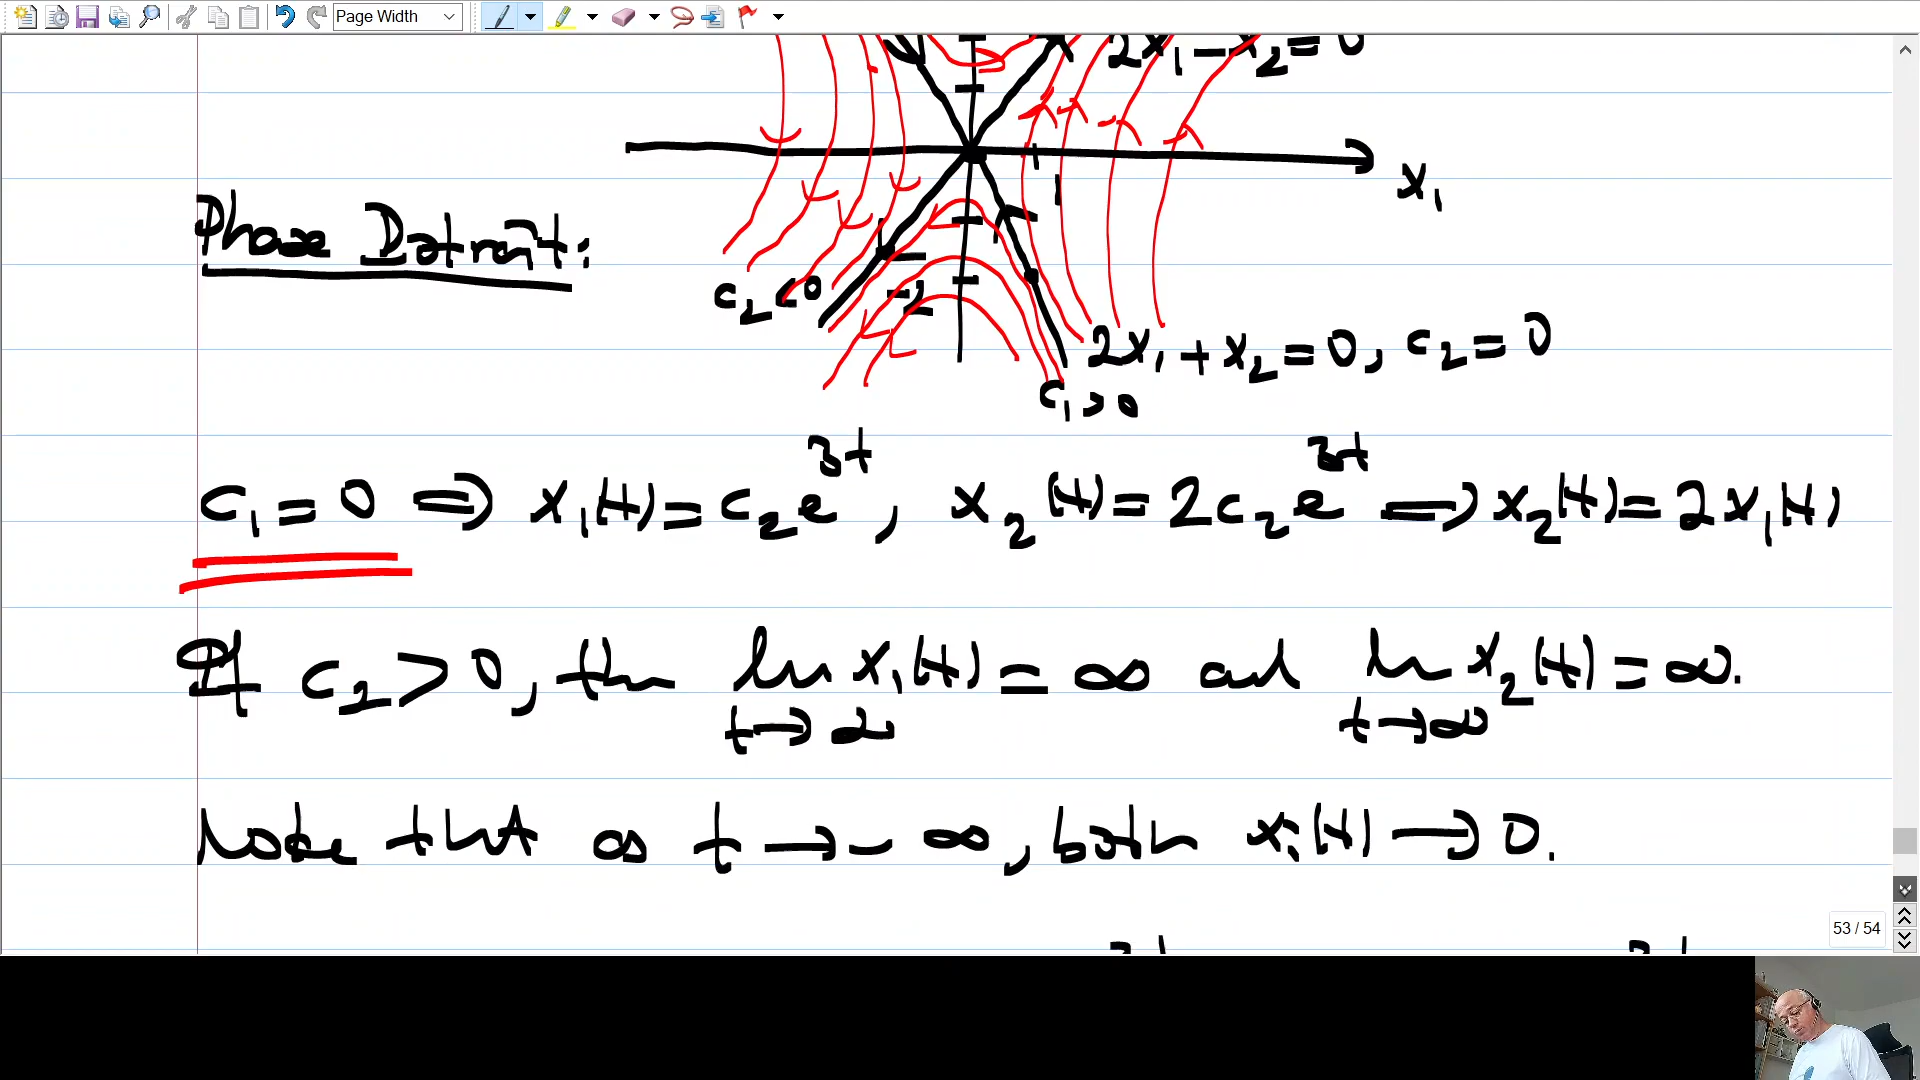 Page Width
2x₁ - x₂ = 0
x₁
1
Phase Portrait:
-2
c₂ < 0
2x₁ + x₂ = 0, c₂ = 0
c₁ > 0
c₁ = 0 ⟹ x₁(t) = c₂e^{3t}, x₂(t) = 2c₂e^{3t} ⟹ x₂(t) = 2x₁(t)
If c₂ > 0, then lim_{t→∞} x₁(t) = ∞ and lim_{t→∞} x₂(t) = ∞.
Note that as t → -∞, both xᵢ(t) → 0.
53 / 54